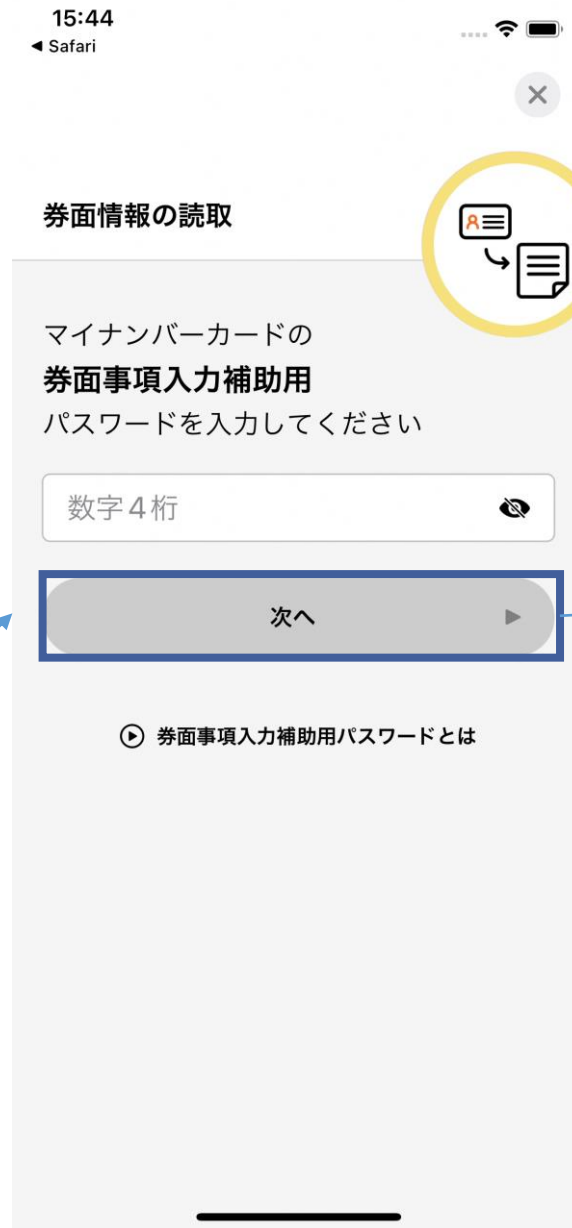 15:44
◀ Safari
券面情報の読取
マイナンバーカードの
券面事項入力補助用
パスワードを入力してください
数字4桁
次へ
券面事項入力補助用パスワードとは